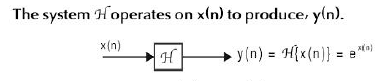 The system ℋ operates on x(n) to produce, y(n).
x(n)
ℋ
y(n) = ℋ{x(n)} = e^x(n)